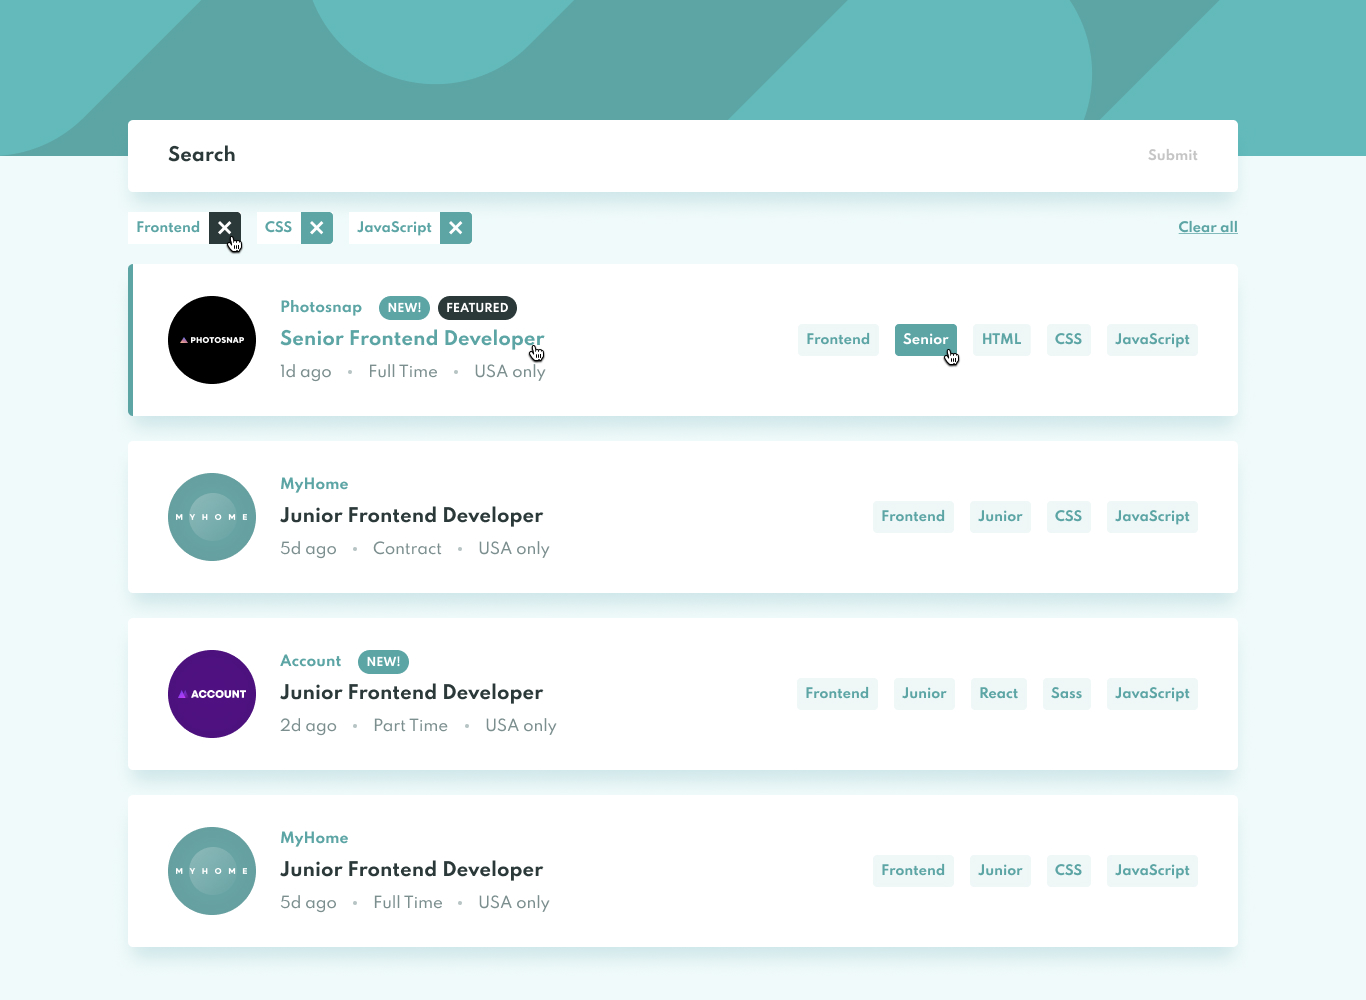 Search Submit
Frontend CSS JavaScript Clear all
Photosnap NEW! FEATURED
PHOTOSNAP
Senior Frontend Developer
1d ago • Full Time • USA only
Frontend Senior HTML CSS JavaScript
MyHome
MYHOME
Junior Frontend Developer
5d ago • Contract • USA only
Frontend Junior CSS JavaScript
Account NEW!
ACCOUNT
Junior Frontend Developer
2d ago • Part Time • USA only
Frontend Junior React Sass JavaScript
MyHome
MYHOME
Junior Frontend Developer
5d ago • Full Time • USA only
Frontend Junior CSS JavaScript